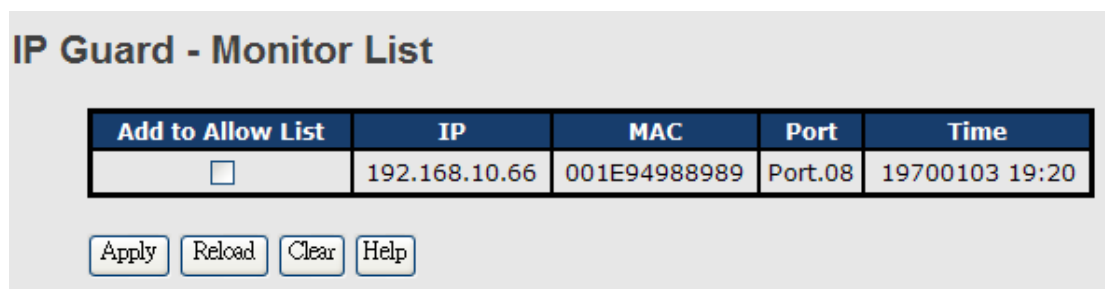 IP Guard - Monitor List
Add to Allow List IP MAC Port Time
192.168.10.66 001E94988989 Port.08 19700103 19:20
Apply Reload Clear Help